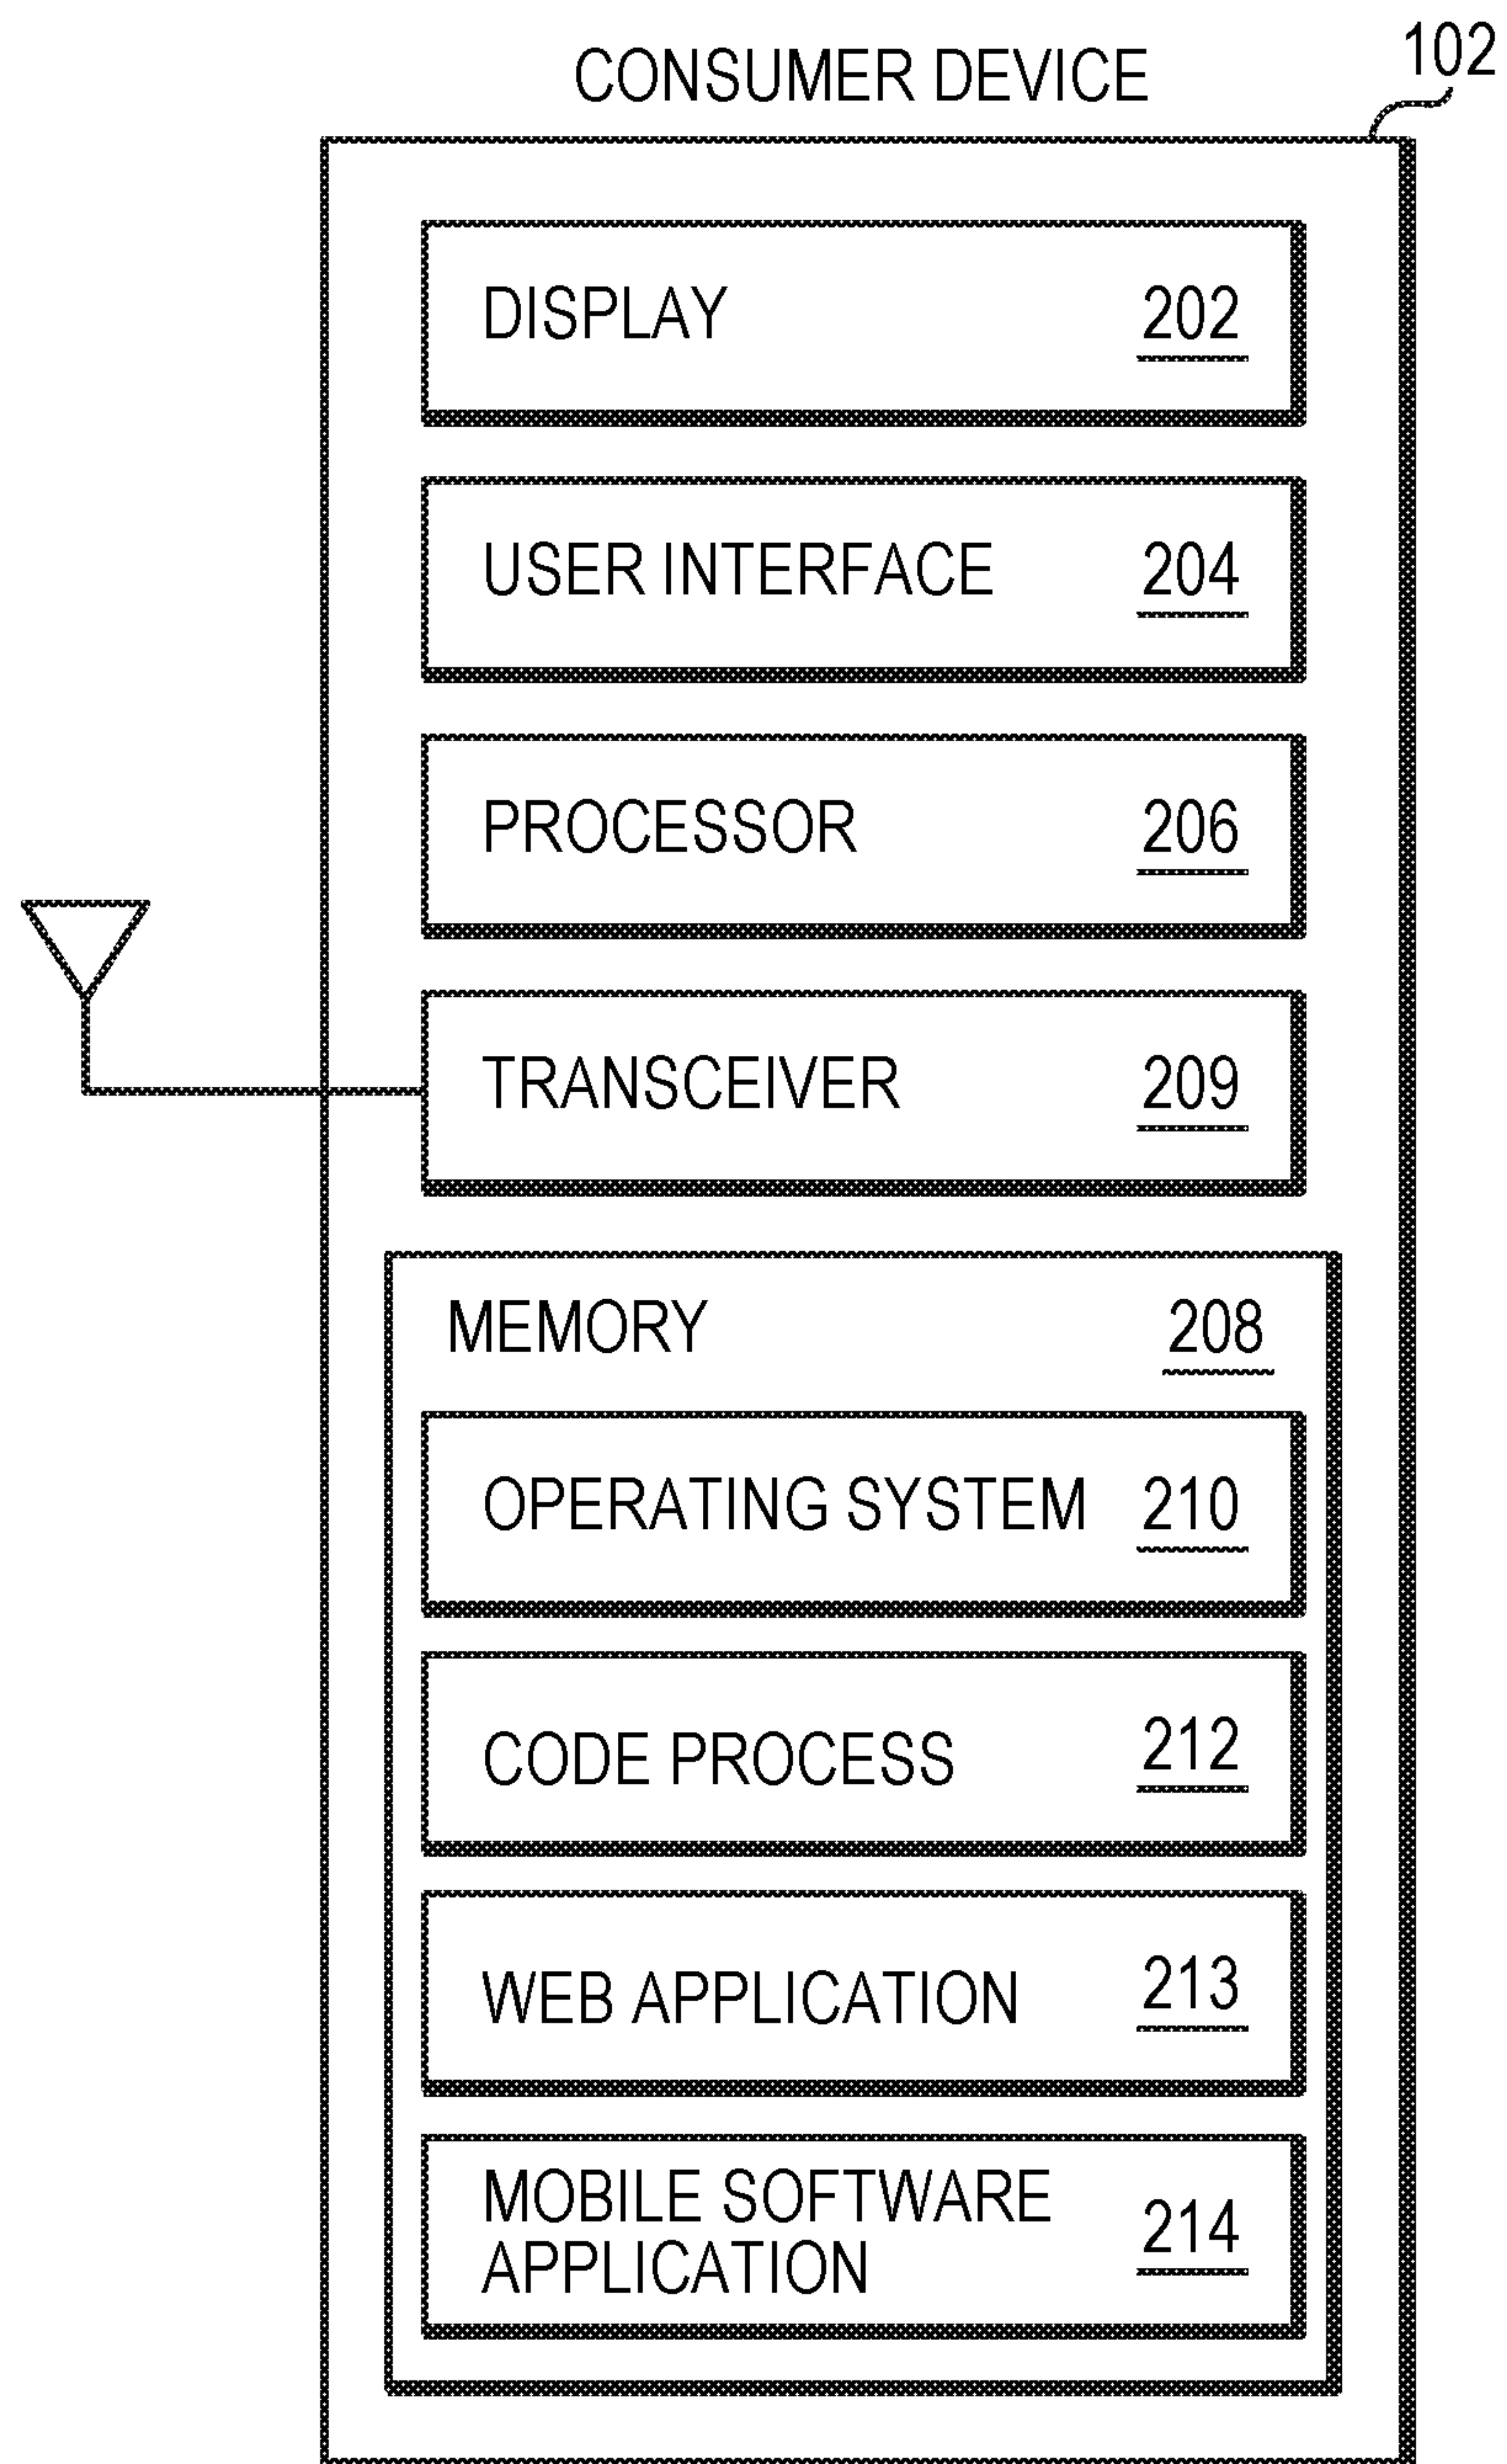 102
CONSUMER DEVICE
DISPLAY 202
USER INTERFACE 204
PROCESSOR 206
TRANSCEIVER 209
MEMORY 208
OPERATING SYSTEM 210
CODE PROCESS 212
WEB APPLICATION 213
MOBILE SOFTWARE
APPLICATION 214